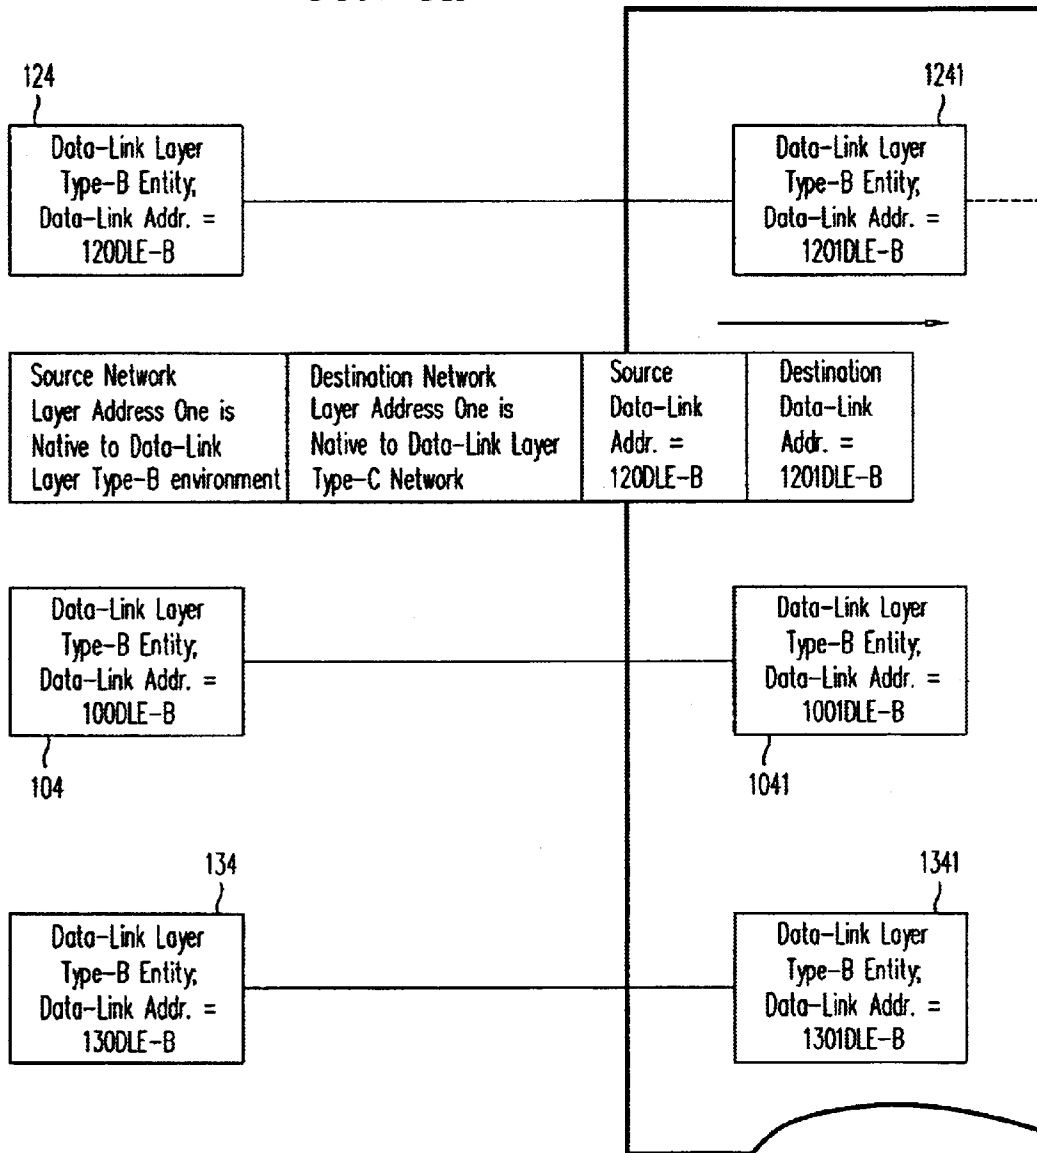 124
1241
Data-Link Layer
Type-B Entity;
Data-Link Addr. =
120DLE-B
Data-Link Layer
Type-B Entity;
Data-Link Addr. =
1201DLE-B
Source Network
Layer Address One is
Native to Data-Link
Layer Type-B environment
Destination Network
Layer Address One is
Native to Data-Link Layer
Type-C Network
Source
Data-Link
Addr. =
120DLE-B
Destination
Data-Link
Addr. =
1201DLE-B
Data-Link Layer
Type-B Entity;
Data-Link Addr. =
100DLE-B
104
Data-Link Layer
Type-B Entity;
Data-Link Addr. =
1001DLE-B
1041
134
1341
Data-Link Layer
Type-B Entity;
Data-Link Addr. =
130DLE-B
Data-Link Layer
Type-B Entity;
Data-Link Addr. =
1301DLE-B